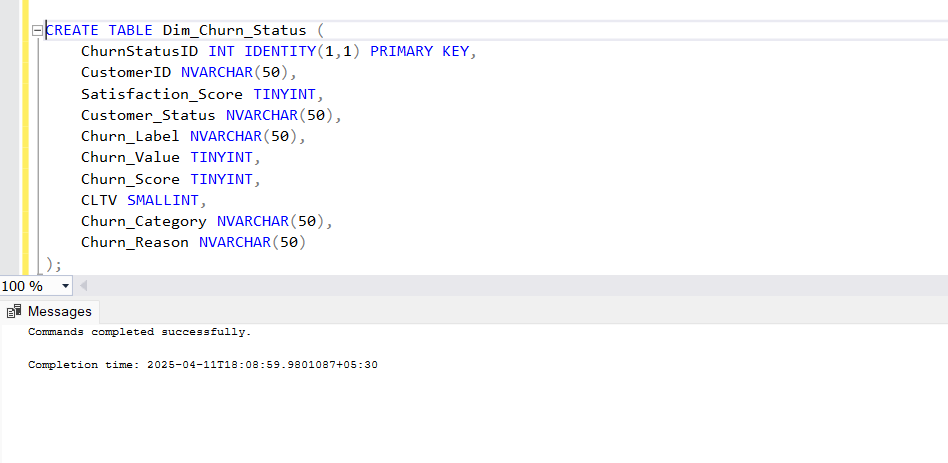 CREATE TABLE Dim_Churn_Status (
    ChurnStatusID INT IDENTITY(1,1) PRIMARY KEY,
    CustomerID NVARCHAR(50),
    Satisfaction_Score TINYINT,
    Customer_Status NVARCHAR(50),
    Churn_Label NVARCHAR(50),
    Churn_Value TINYINT,
    Churn_Score TINYINT,
    CLTV SMALLINT,
    Churn_Category NVARCHAR(50),
    Churn_Reason NVARCHAR(50)
);
100 %
Messages
Commands completed successfully.
Completion time: 2025-04-11T18:08:59.9801087+05:30